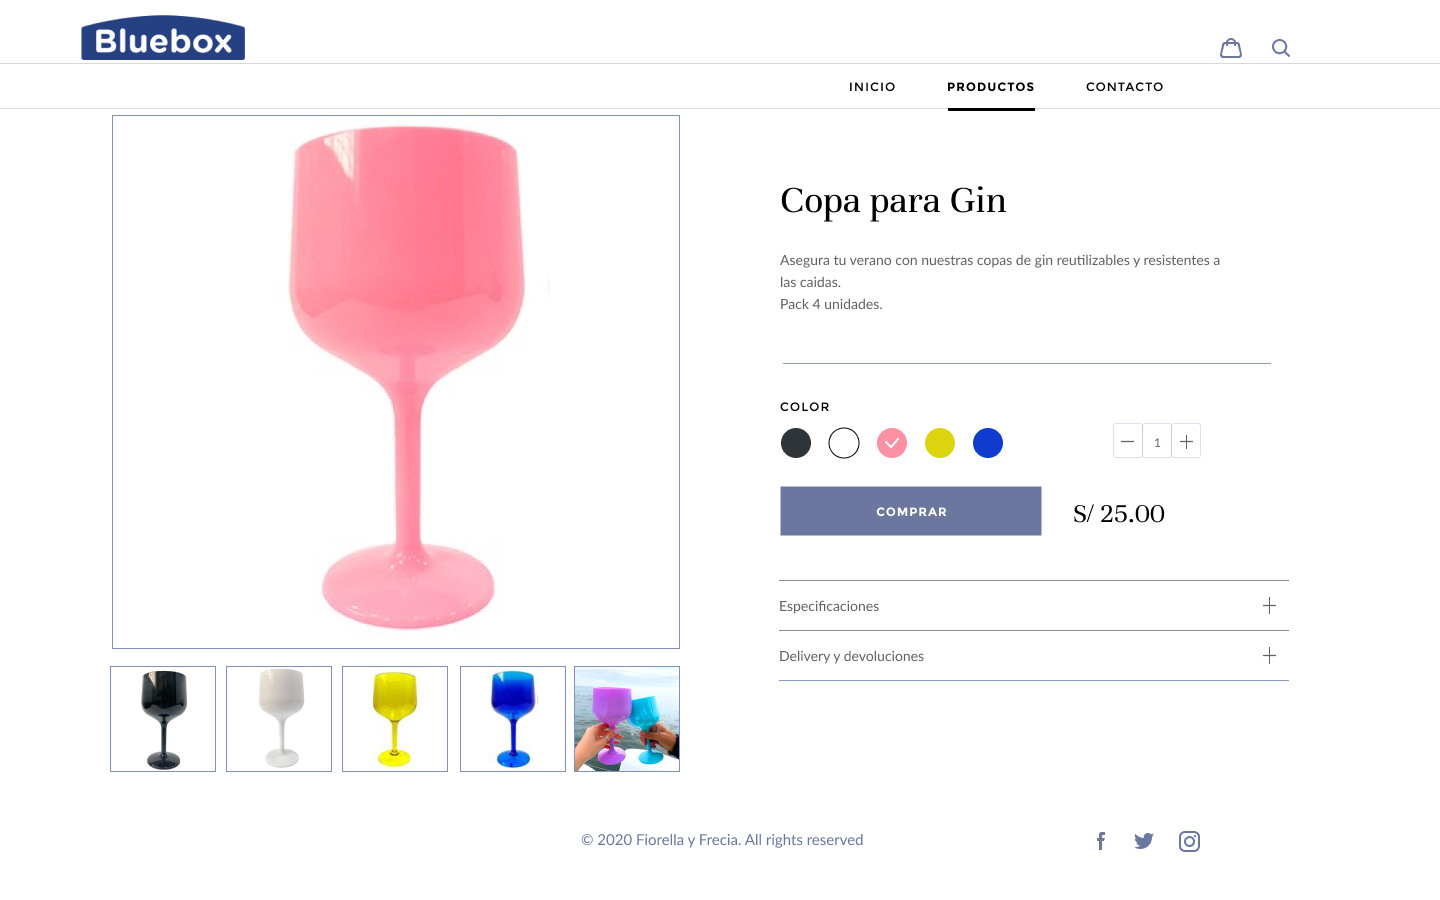 Bluebox
INICIO
PRODUCTOS
CONTACTO
Copa para Gin
Asegura tu verano con nuestras copas de gin reutilizables y resistentes a
las caidas.
Pack 4 unidades.
COLOR
1
COMPRAR
S/ 25.00
Especificaciones
Delivery y devoluciones
© 2020 Fiorella y Frecia. All rights reserved